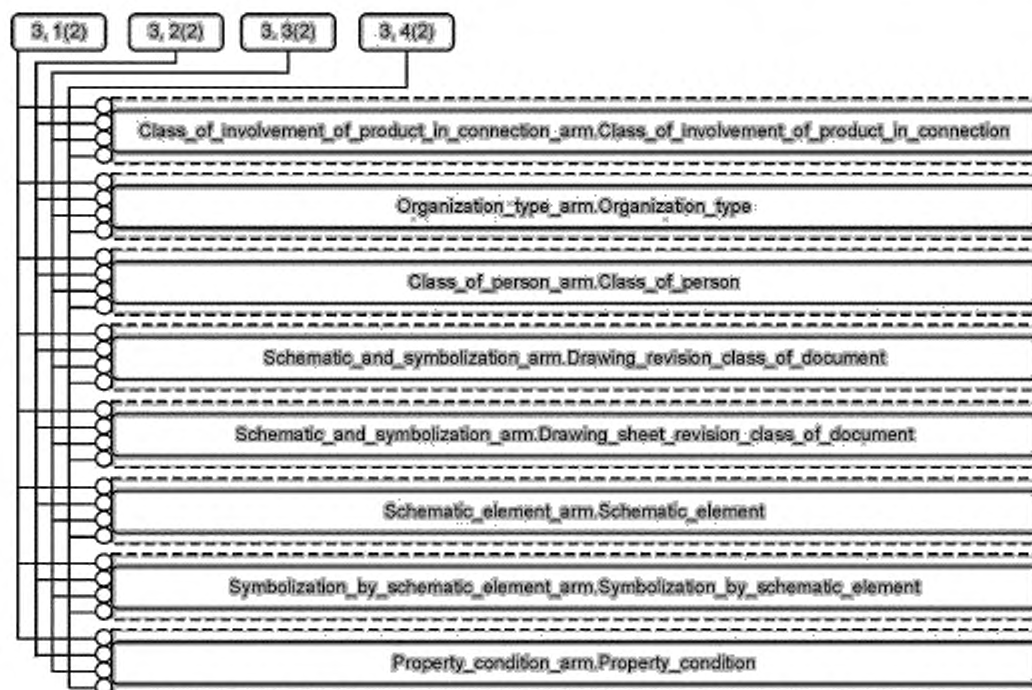 3, 1(2) 3, 2(2) 3, 3(2) 3, 4(2)
Class_of_involvement_of_product_in_connection_arm.Class_of_involvement_of_product_in_connection
Organization_type_arm.Organization_type
Class_of_person_arm.Class_of_person
Schematic_and_symbolization_arm.Drawing_revision_class_of_document
Schematic_and_symbolization_arm.Drawing_sheet_revision_class_of_document
Schematic_element_arm.Schematic_element
Symbolization_by_schematic_element_arm.Symbolization_by_schematic_element
Property_condition_arm.Property_condition